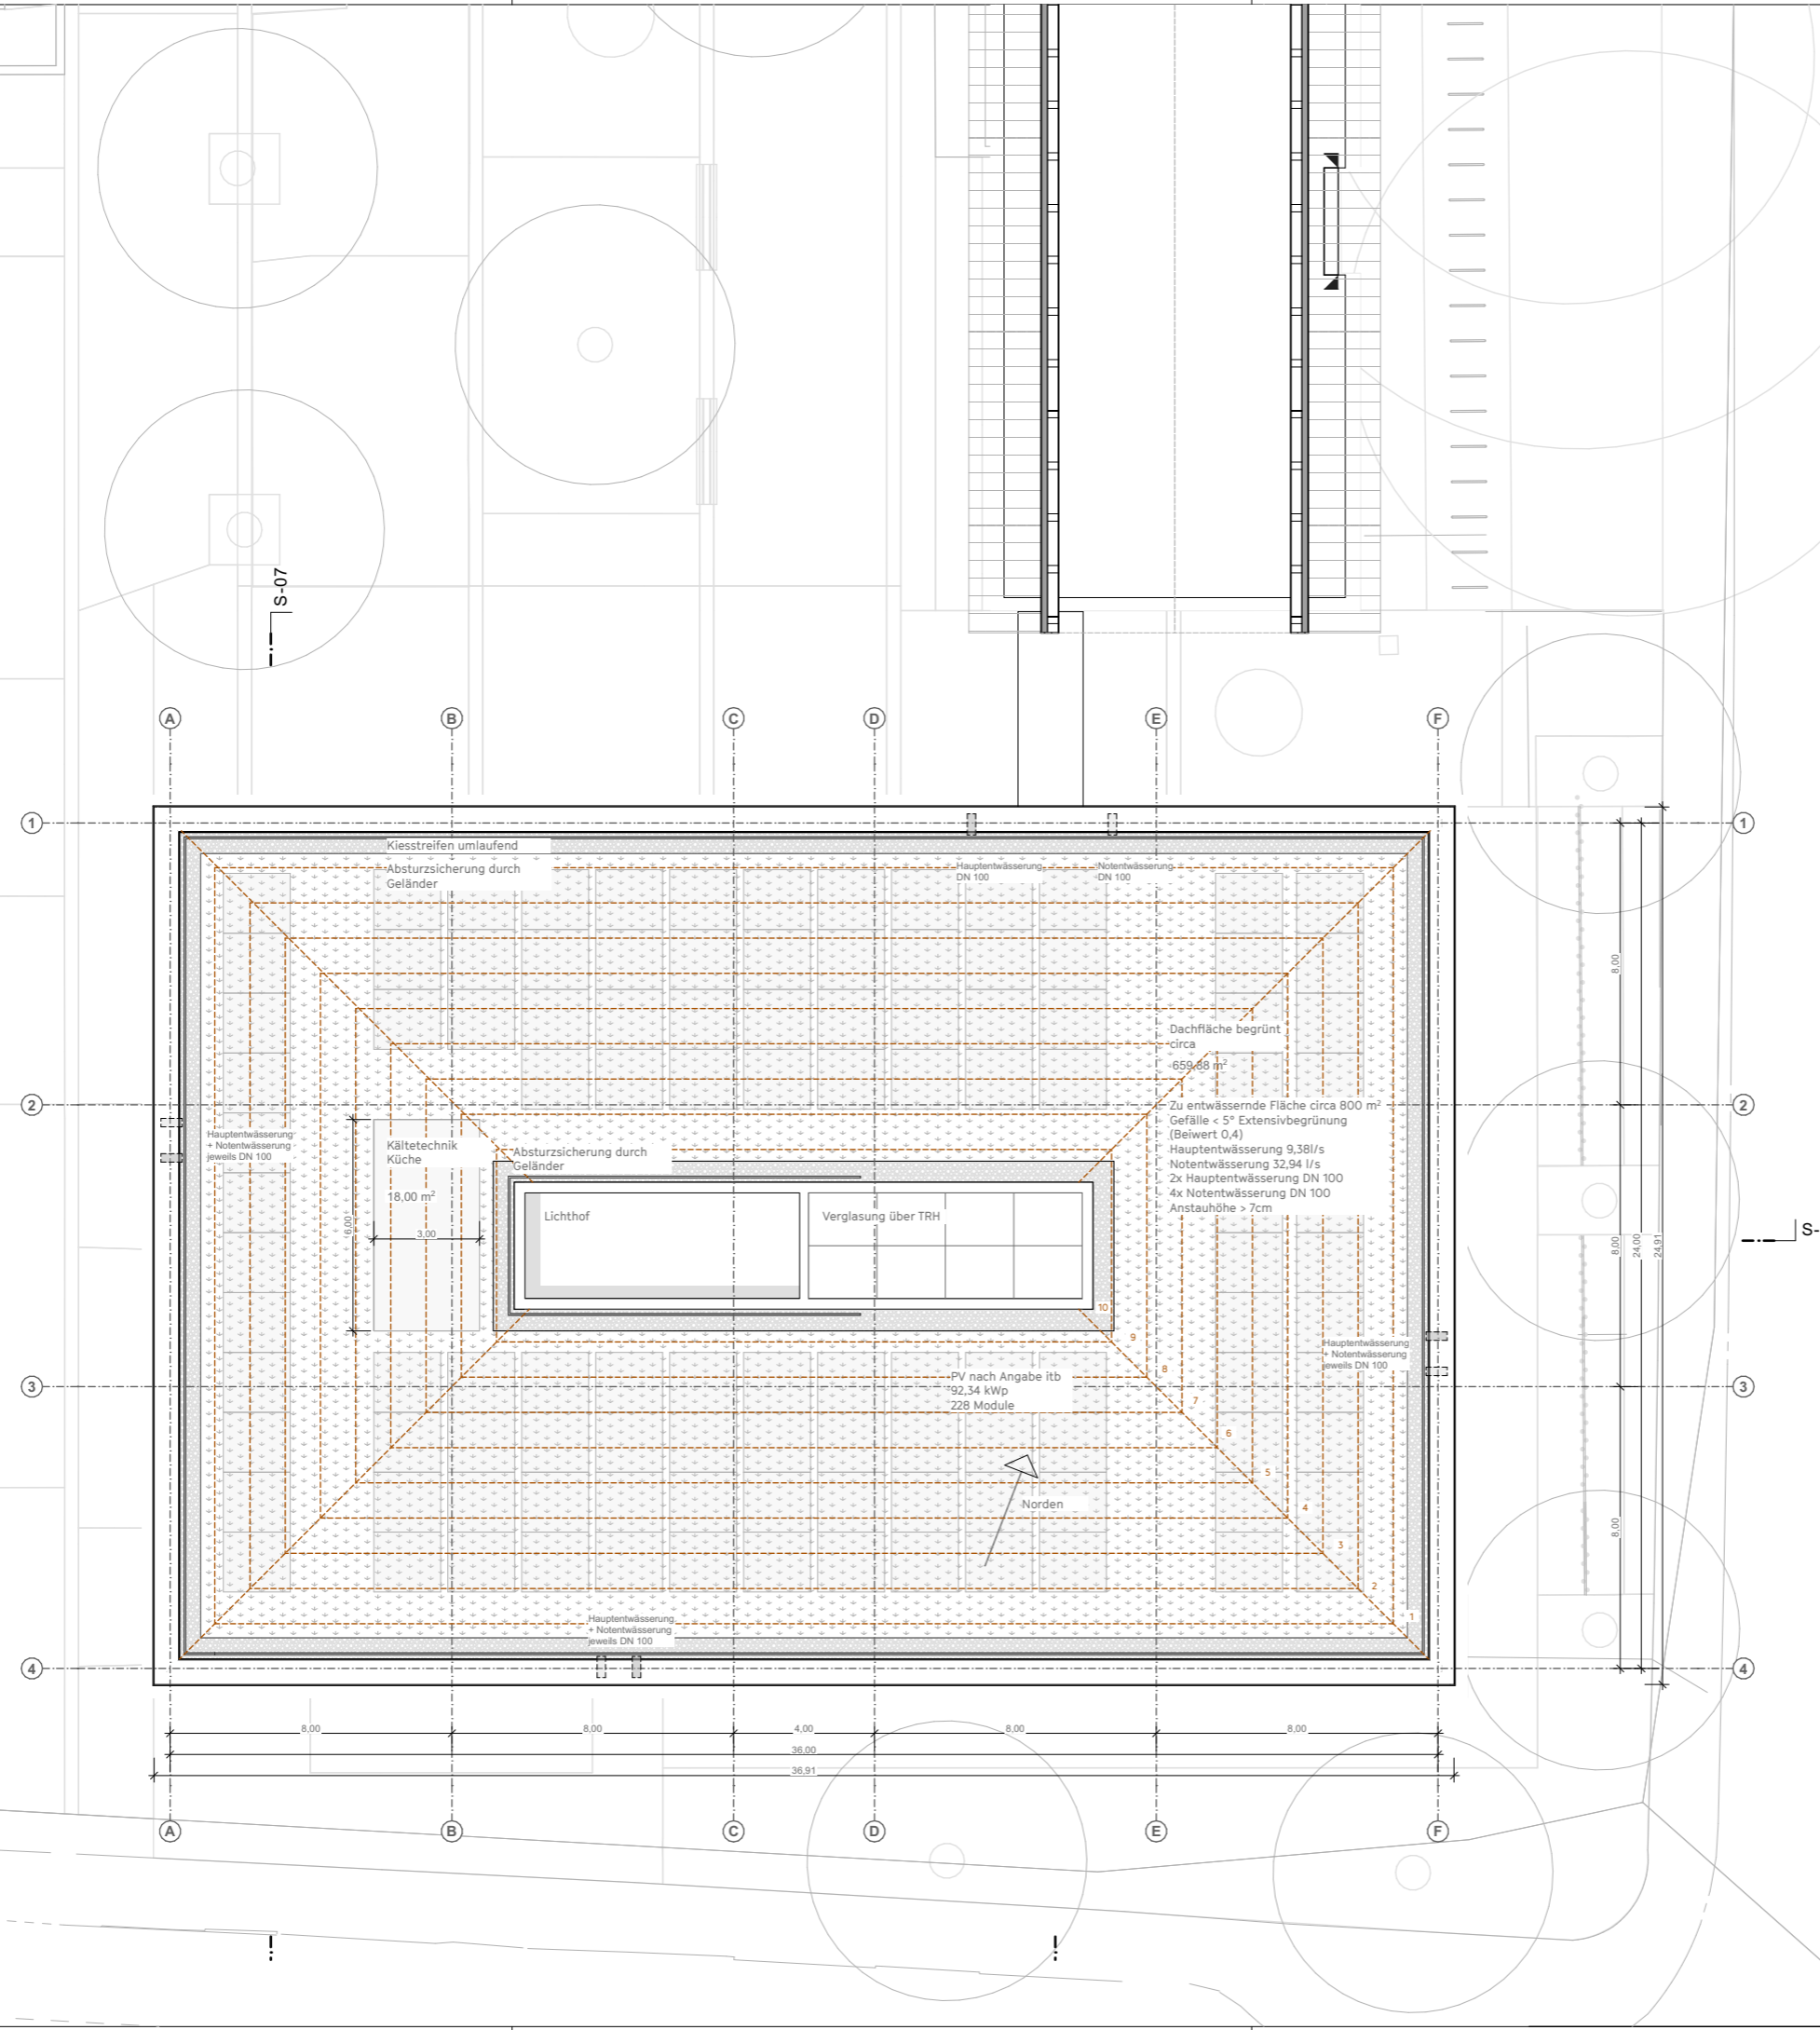 S-07
A
B
C
D
E
F
1
1
Kiesstreifen umlaufend
Absturzsicherung durch
Geländer
Hauptentwässerung
DN 100
Notentwässerung
DN 100
8,00
Dachfläche begrünt
circa
659,88 m²
2
2
Zu entwässernde Fläche circa 800 m²
Gefälle < 5° Extensivbegrünung
(Beiwert 0,4)
Hauptentwässerung 9,38l/s
Notentwässerung 32,94 l/s
2x Hauptentwässerung DN 100
4x Notentwässerung DN 100
Anstauhöhe > 7cm
Hauptentwässerung
+ Notentwässerung
jeweils DN 100
Kältetechnik
Küche
18,00 m²
6,00
3,00
Absturzsicherung durch
Geländer
Lichthof
Verglasung über TRH
8,00
24,00
24,91
S-
10
9
8
7
6
5
4
3
2
1
Hauptentwässerung
+ Notentwässerung
jeweils DN 100
3
3
PV nach Angabe itb
92,34 kWp
228 Module
Norden
8,00
Hauptentwässerung
+ Notentwässerung
jeweils DN 100
4
4
8,00
8,00
4,00
8,00
8,00
36,00
36,91
A
B
C
D
E
F